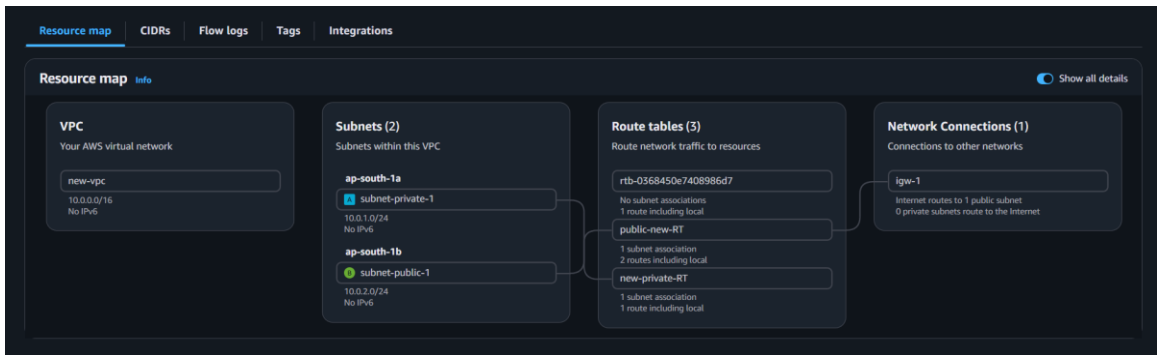 Resource map CIDRs Flow logs Tags Integrations
Resource map Info
Show all details
VPC
Your AWS virtual network
new-vpc
10.0.0.0/16
No IPv6
Subnets (2)
Subnets within this VPC
ap-south-1a
A subnet-private-1
10.0.1.0/24
No IPv6
ap-south-1b
B subnet-public-1
10.0.2.0/24
No IPv6
Route tables (3)
Route network traffic to resources
rtb-0368450e7408986d7
No subnet associations
1 route including local
public-new-RT
1 subnet association
2 routes including local
new-private-RT
1 subnet association
1 route including local
Network Connections (1)
Connections to other networks
igw-1
Internet routes to 1 public subnet
0 private subnets route to the Internet